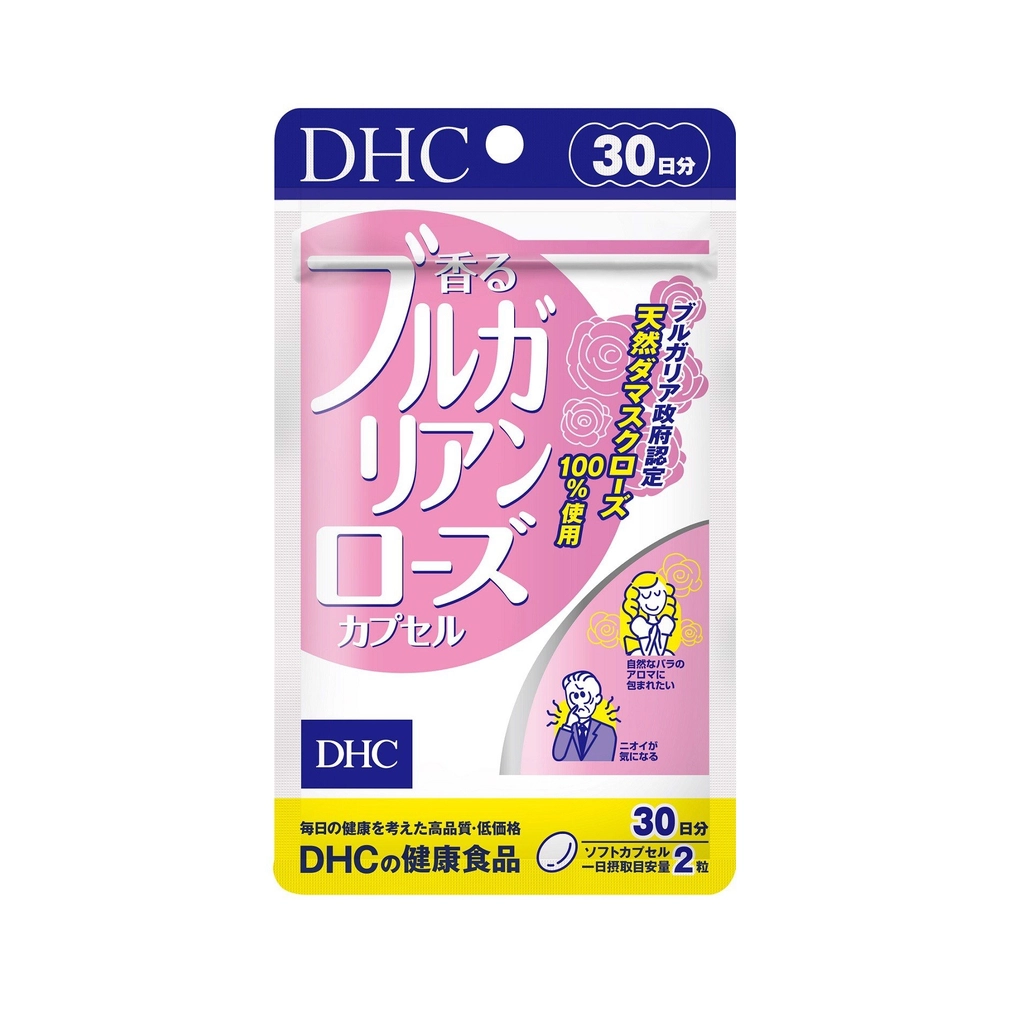 DHC
30日分
香る
ブルガ
リアン
ローズ
カプセル
ブルガリア政府認定
天然ダマスクローズ
100%使用
自然なバラの
アロマに
包まれたい
ニオイが
気になる
DHC
毎日の健康を考えた高品質・低価格
DHCの健康食品
30日分
ソフトカプセル
一日摂取目安量2粒